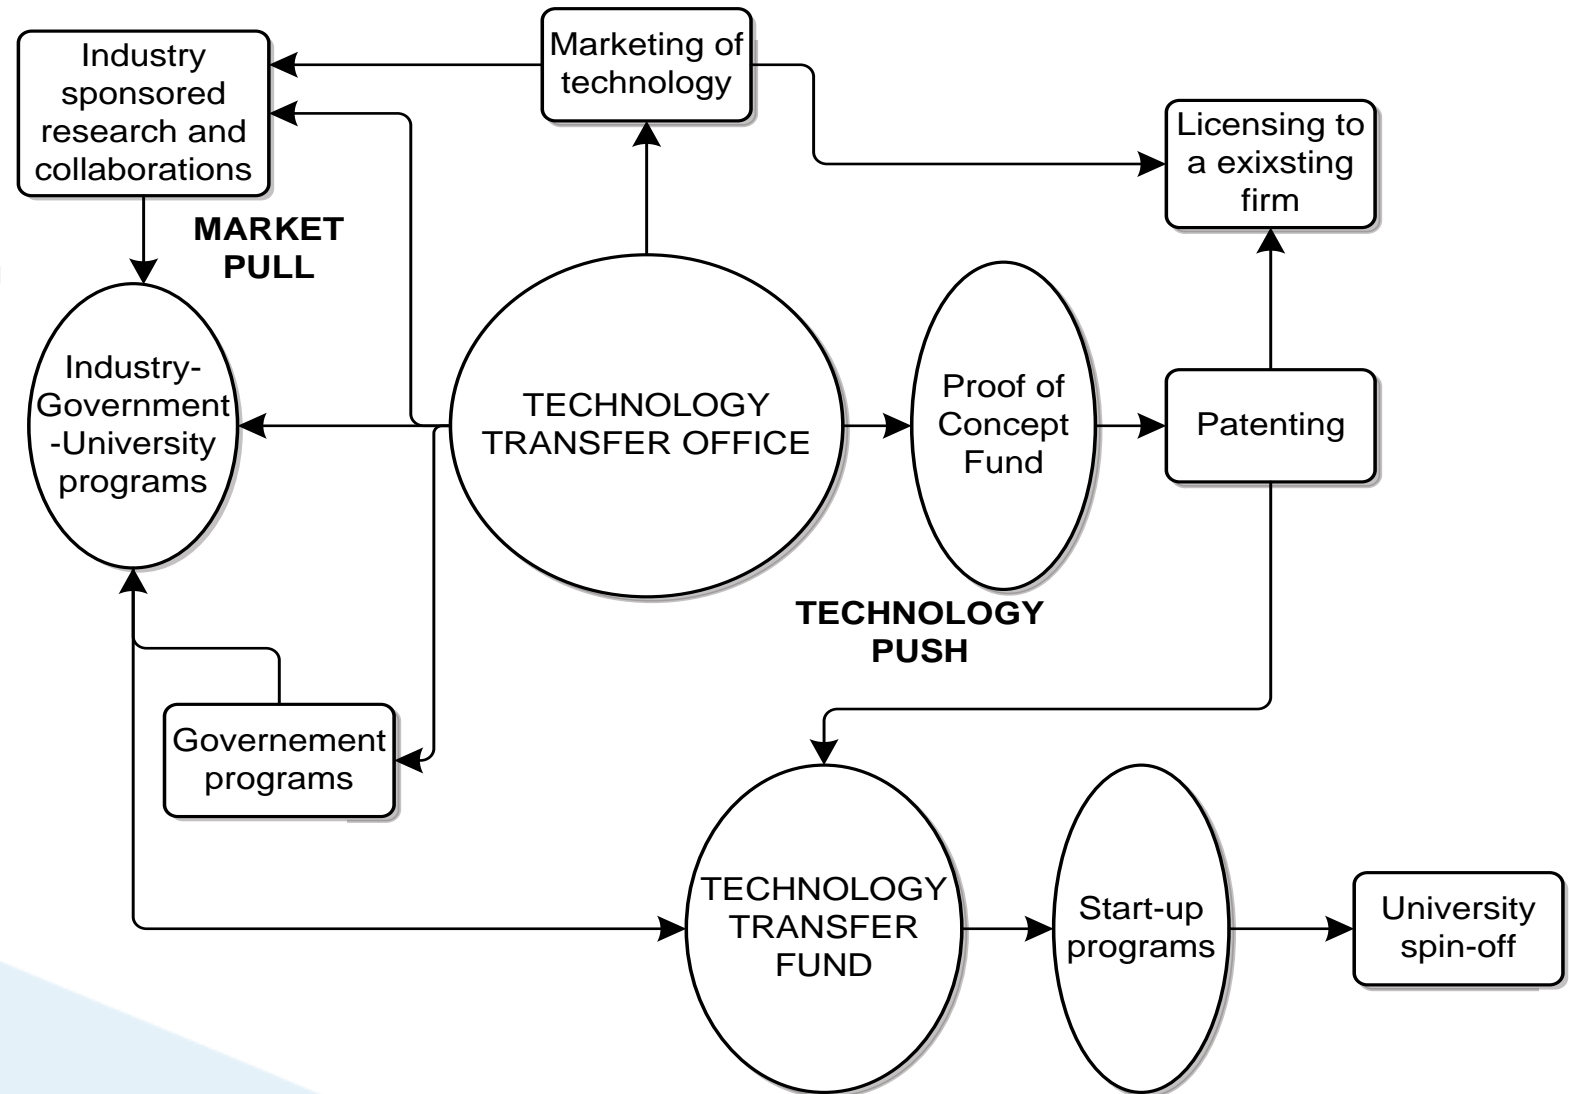 Industry
sponsored
research and
collaborations
Marketing of
technology
Licensing to
a exixsting
firm
MARKET
PULL
Industry-
Government
-University
programs
TECHNOLOGY
TRANSFER OFFICE
Proof of
Concept
Fund
Patenting
TECHNOLOGY
PUSH
Governement
programs
TECHNOLOGY
TRANSFER
FUND
Start-up
programs
University
spin-off